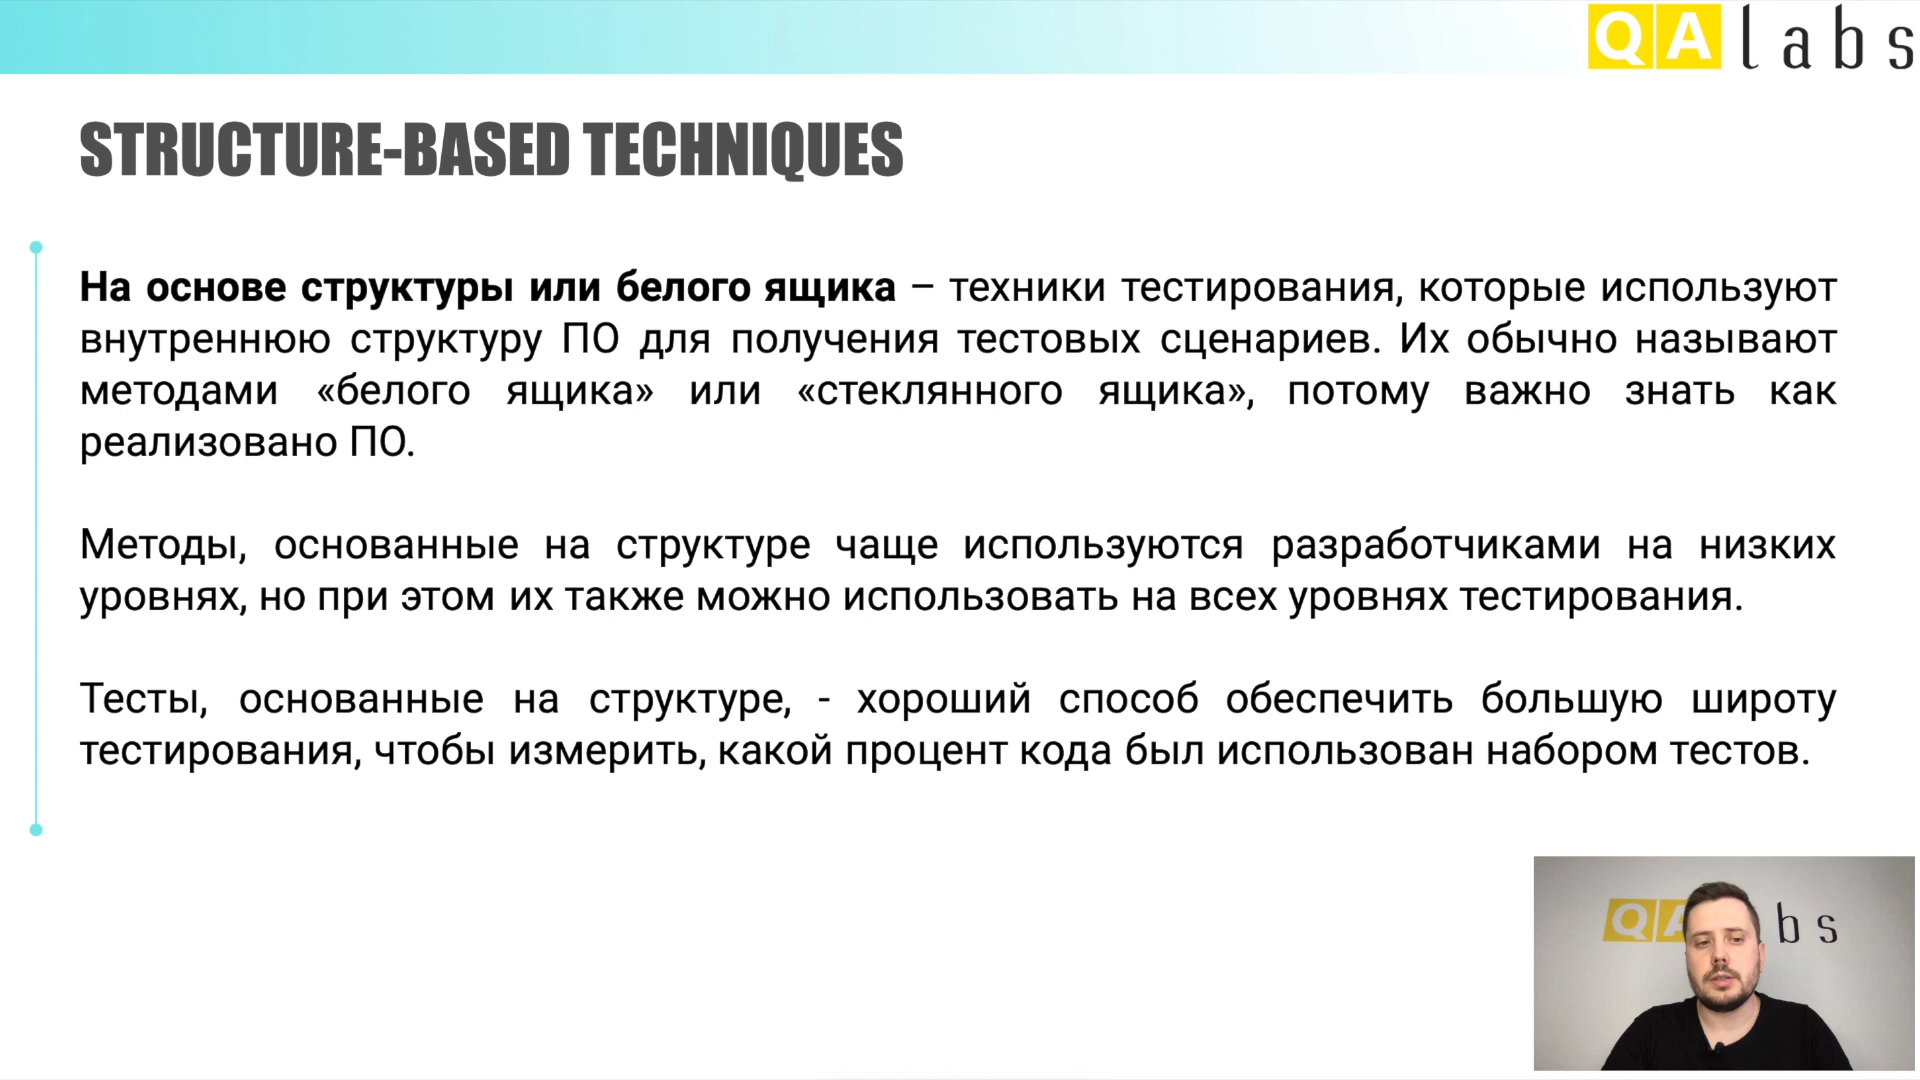 QA labs
STRUCTURE-BASED TECHNIQUES
На основе структуры или белого ящика – техники тестирования, которые используют
внутреннюю структуру ПО для получения тестовых сценариев. Их обычно называют
методами «белого ящика» или «стеклянного ящика», потому важно знать как
реализовано ПО.
Методы, основанные на структуре чаще используются разработчиками на низких
уровнях, но при этом их также можно использовать на всех уровнях тестирования.
Тесты, основанные на структуре, - хороший способ обеспечить большую широту
тестирования, чтобы измерить, какой процент кода был использован набором тестов.
QA bs